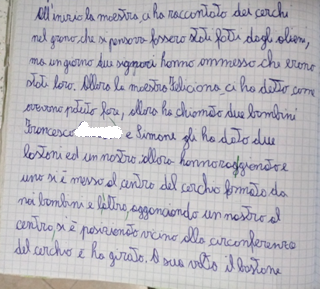 All'inizio la maestra ci ha raccontato dei cerchi
nel grano che si pensava fossero stati fatti dagli alieni,
ma un giorno due signori hanno ammesso che erano
stati loro. Allora la maestra Feliciona ci ha detto come
avevano potuto fare, allora ha chiamato due bambini
Francesco e Simone gli ha dato due
bastoni ed un nastro allora hanno
uno si è messo al centro del cerchio formato da
noi bambini e l'altro, agganciando un nastro al
centro, si è posizionato vicino alla circonferenza
del cerchio e ha girato. A sua volta il bastone